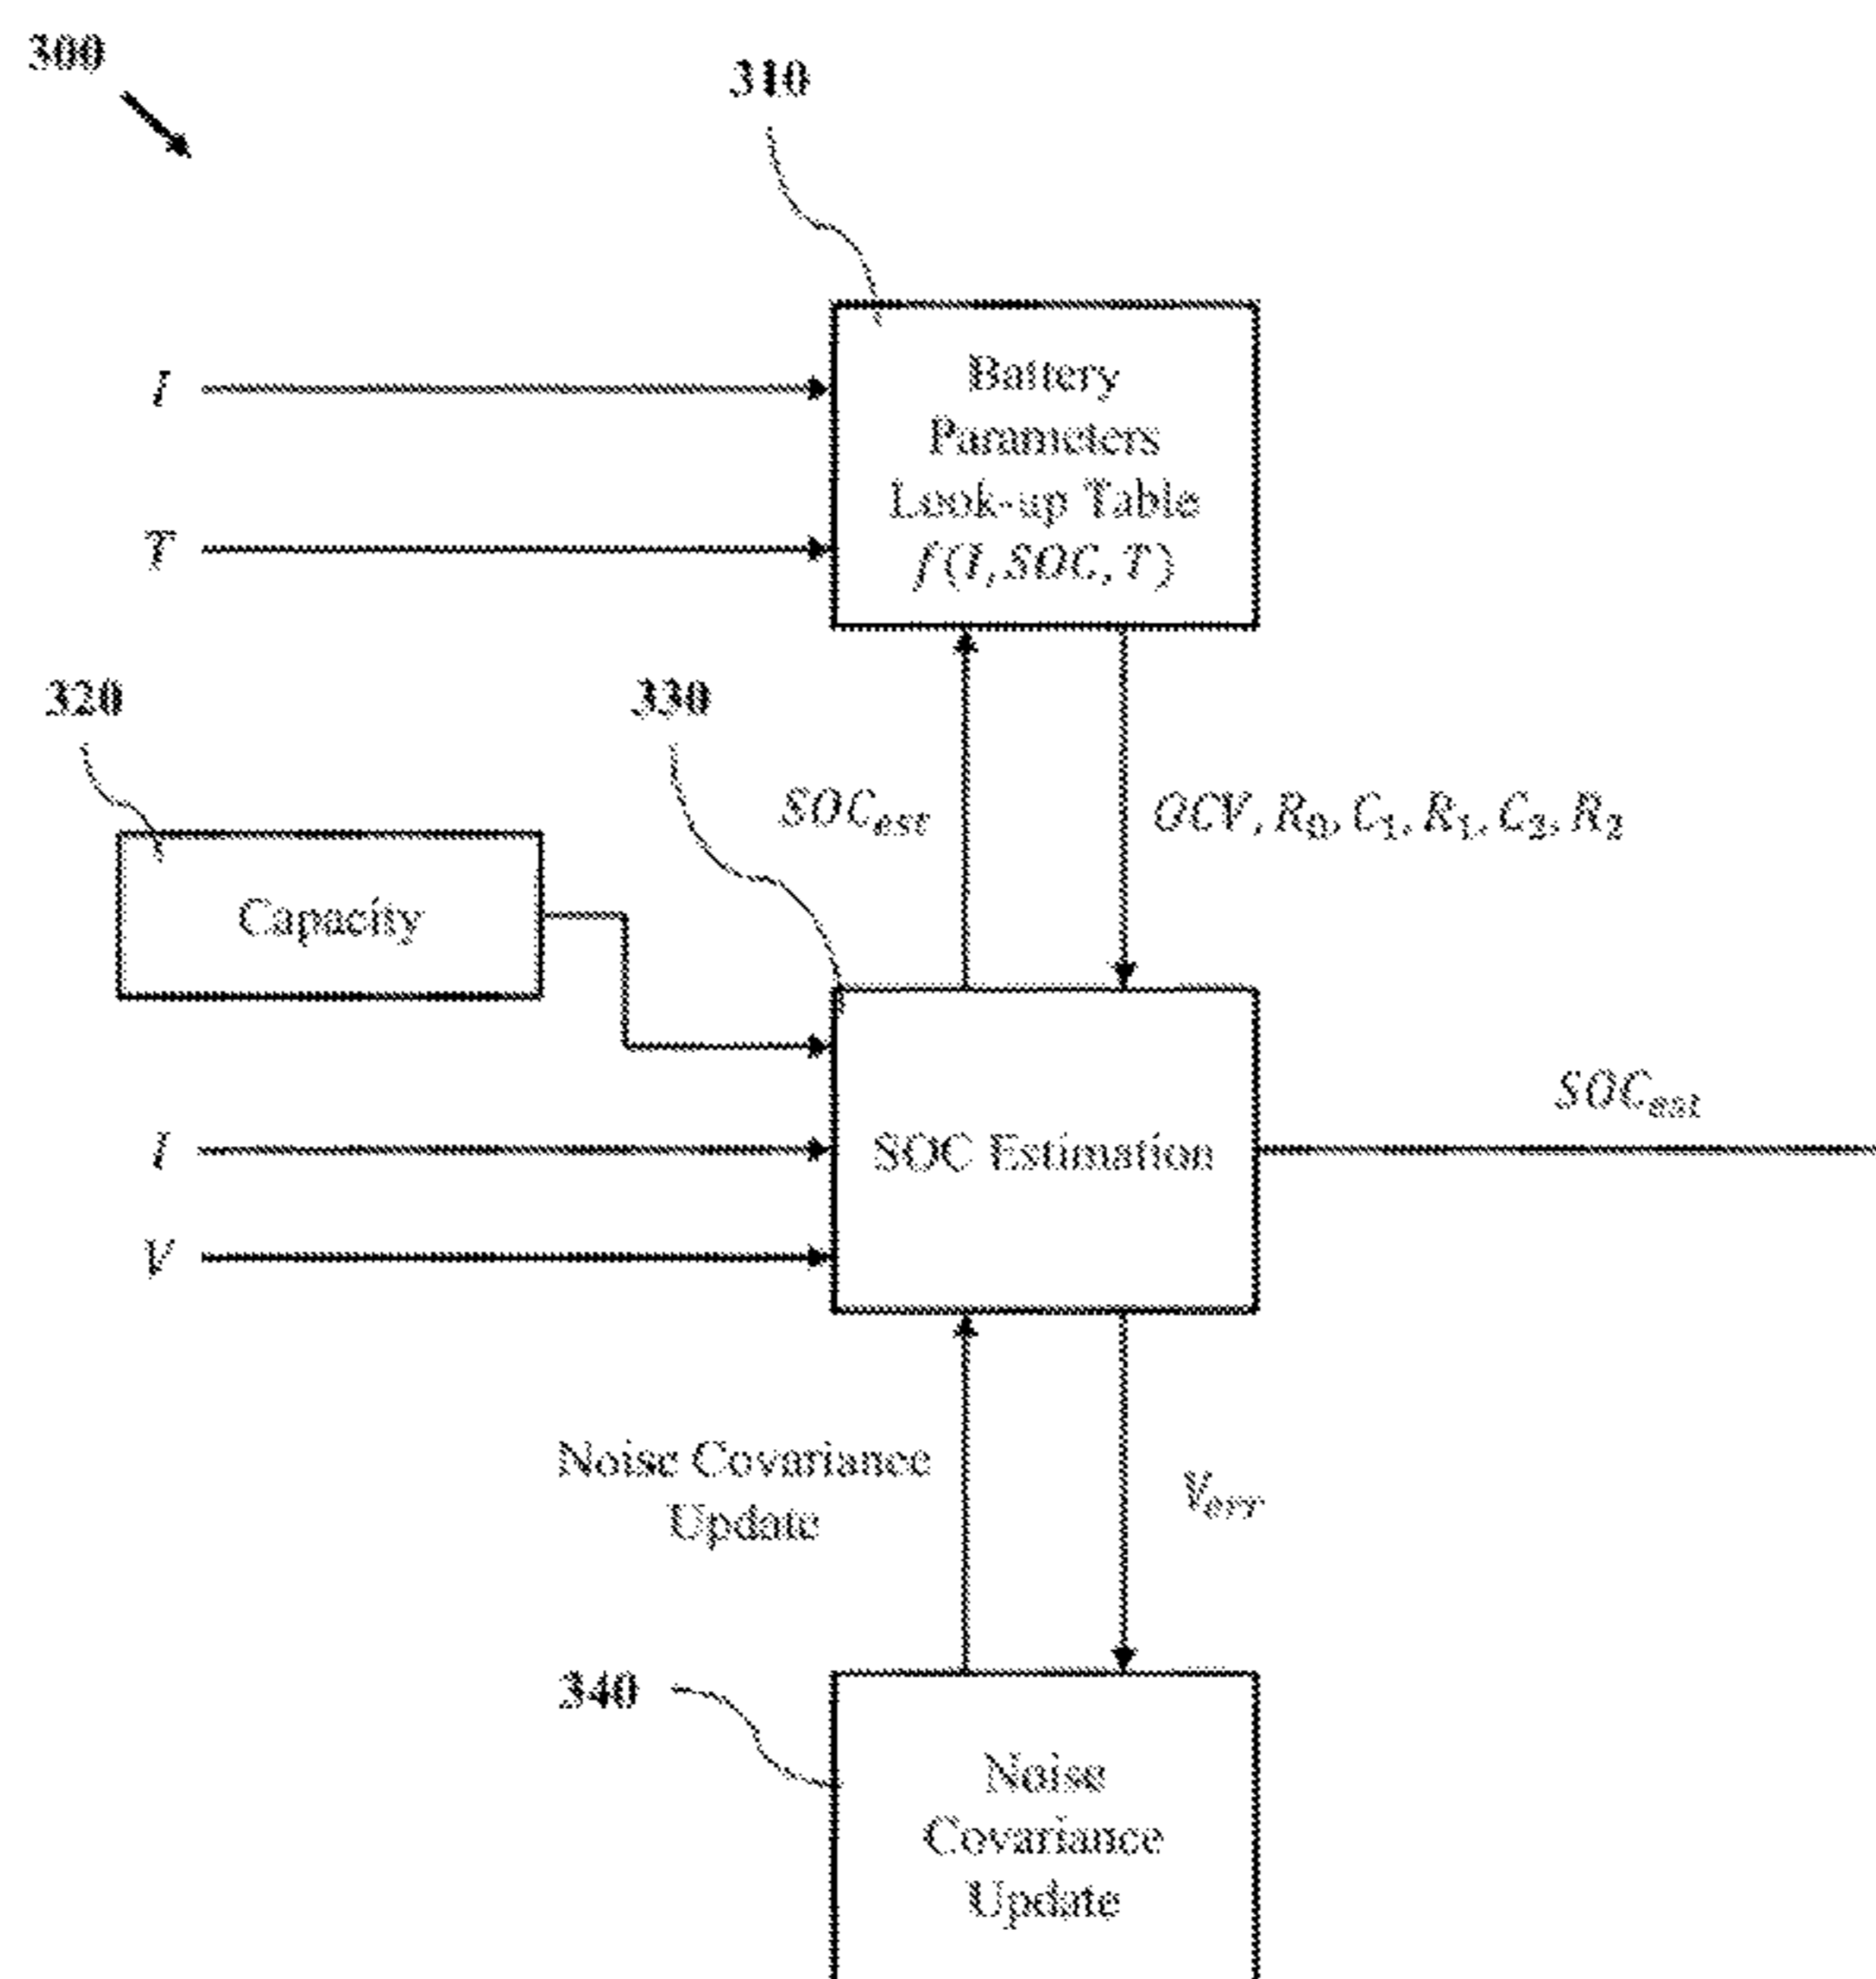 300
310
I
Battery
Parameters
Look-up Table
f(I, SOC, T)
T
320
330
SOC_est
OCV, R_0, C_1, R_1, C_2, R_2
Capacity
SOC_est
I
SOC Estimation
V
Noise Covariance
Update
V_err
340
Noise
Covariance
Update